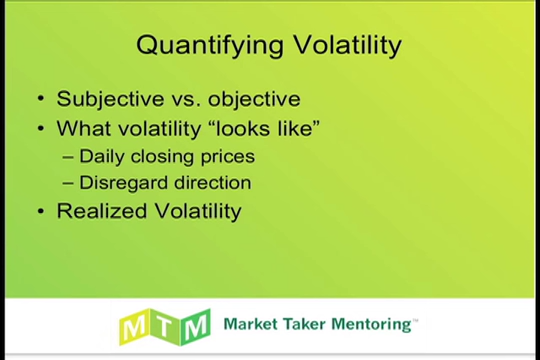 Quantifying Volatility
• Subjective vs. objective
• What volatility “looks like”
– Daily closing prices
– Disregard direction
• Realized Volatility
MTM Market Taker Mentoring™